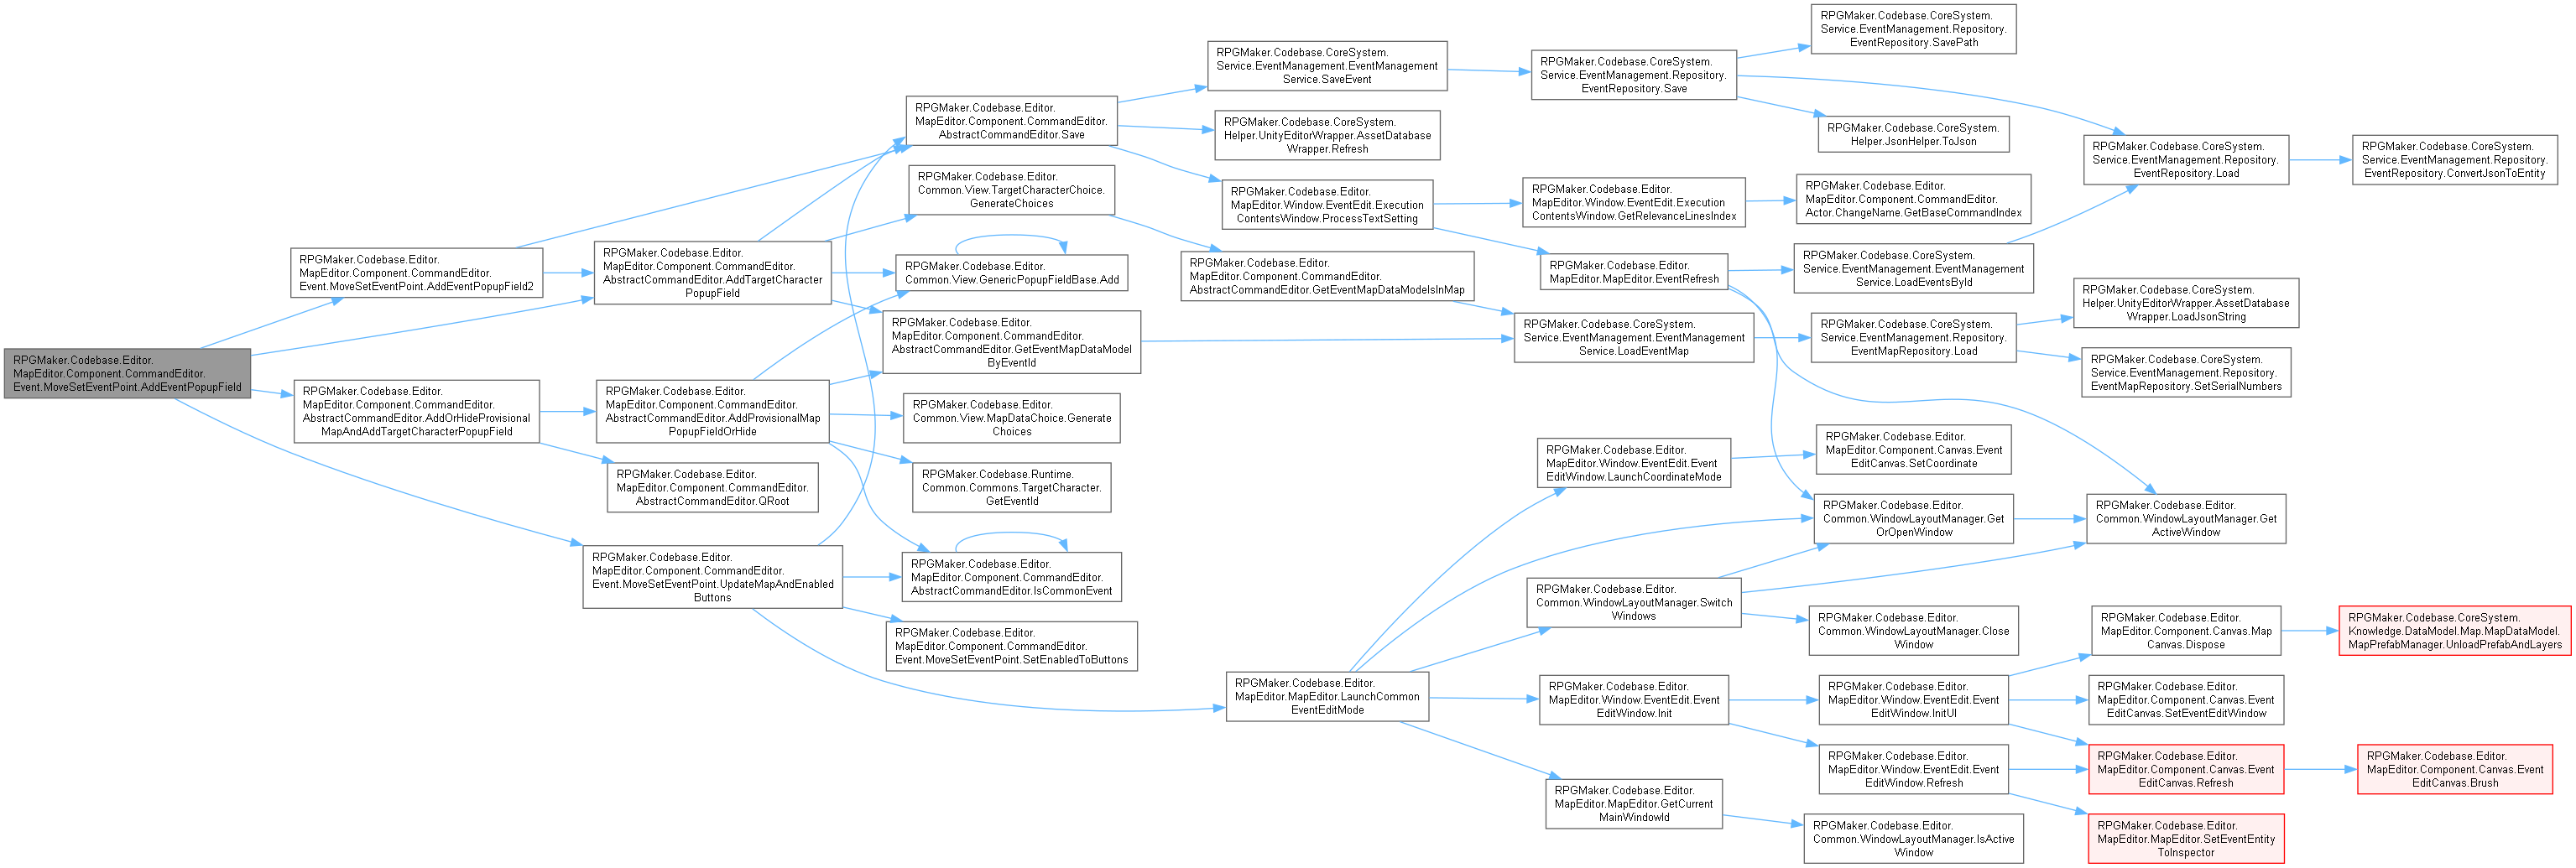 RPGMaker.Codebase.Editor.
MapEditor.Component.CommandEditor.
Event.MoveSetEventPoint.AddEventPopupField
RPGMaker.Codebase.Editor.
MapEditor.Component.CommandEditor.
Event.MoveSetEventPoint.AddEventPopupField2
RPGMaker.Codebase.Editor.
MapEditor.Component.CommandEditor.
AbstractCommandEditor.AddOrHideProvisional
MapAndAddTargetCharacterPopupField
RPGMaker.Codebase.Editor.
MapEditor.Component.CommandEditor.
AbstractCommandEditor.AddTargetCharacter
PopupField
RPGMaker.Codebase.Editor.
MapEditor.Component.CommandEditor.
AbstractCommandEditor.AddProvisionalMap
PopupFieldOrHide
RPGMaker.Codebase.Editor.
MapEditor.Component.CommandEditor.
AbstractCommandEditor.QRoot
RPGMaker.Codebase.Editor.
MapEditor.Component.CommandEditor.
Event.MoveSetEventPoint.UpdateMapAndEnabled
Buttons
RPGMaker.Codebase.Editor.
MapEditor.Component.CommandEditor.
AbstractCommandEditor.Save
RPGMaker.Codebase.Editor.
Common.View.TargetCharacterChoice.
GenerateChoices
RPGMaker.Codebase.Editor.
Common.View.GenericPopupFieldBase.Add
RPGMaker.Codebase.Editor.
MapEditor.Component.CommandEditor.
AbstractCommandEditor.GetEventMapDataModel
ByEventId
RPGMaker.Codebase.Editor.
Common.View.MapDataChoice.Generate
Choices
RPGMaker.Codebase.Runtime.
Common.Commons.TargetCharacter.
GetEventId
RPGMaker.Codebase.Editor.
MapEditor.Component.CommandEditor.
AbstractCommandEditor.IsCommonEvent
RPGMaker.Codebase.Editor.
MapEditor.Component.CommandEditor.
Event.MoveSetEventPoint.SetEnabledToButtons
RPGMaker.Codebase.CoreSystem.
Service.EventManagement.EventManagement
Service.SaveEvent
RPGMaker.Codebase.CoreSystem.
Helper.UnityEditorWrapper.AssetDatabase
Wrapper.Refresh
RPGMaker.Codebase.Editor.
MapEditor.Window.EventEdit.Execution
ContentsWindow.ProcessTextSetting
RPGMaker.Codebase.Editor.
MapEditor.Component.CommandEditor.
AbstractCommandEditor.GetEventMapDataModelsInMap
RPGMaker.Codebase.Editor.
MapEditor.MapEditor.LaunchCommon
EventEditMode
RPGMaker.Codebase.CoreSystem.
Service.EventManagement.Repository.
EventRepository.Save
RPGMaker.Codebase.Editor.
MapEditor.Window.EventEdit.Execution
ContentsWindow.GetRelevanceLinesIndex
RPGMaker.Codebase.Editor.
MapEditor.MapEditor.EventRefresh
RPGMaker.Codebase.CoreSystem.
Service.EventManagement.EventManagement
Service.LoadEventMap
RPGMaker.Codebase.Editor.
MapEditor.Window.EventEdit.Event
EditWindow.LaunchCoordinateMode
RPGMaker.Codebase.Editor.
Common.WindowLayoutManager.Switch
Windows
RPGMaker.Codebase.Editor.
MapEditor.Window.EventEdit.Event
EditWindow.Init
RPGMaker.Codebase.Editor.
MapEditor.MapEditor.GetCurrent
MainWindowId
RPGMaker.Codebase.CoreSystem.
Service.EventManagement.Repository.
EventRepository.SavePath
RPGMaker.Codebase.CoreSystem.
Helper.JsonHelper.ToJson
RPGMaker.Codebase.Editor.
MapEditor.Component.CommandEditor.
Actor.ChangeName.GetBaseCommandIndex
RPGMaker.Codebase.CoreSystem.
Service.EventManagement.EventManagement
Service.LoadEventsById
RPGMaker.Codebase.CoreSystem.
Service.EventManagement.Repository.
EventMapRepository.Load
RPGMaker.Codebase.Editor.
MapEditor.Component.Canvas.Event
EditCanvas.SetCoordinate
RPGMaker.Codebase.Editor.
Common.WindowLayoutManager.Get
OrOpenWindow
RPGMaker.Codebase.Editor.
Common.WindowLayoutManager.Close
Window
RPGMaker.Codebase.Editor.
MapEditor.Window.EventEdit.Event
EditWindow.InitUI
RPGMaker.Codebase.Editor.
MapEditor.Window.EventEdit.Event
EditWindow.Refresh
RPGMaker.Codebase.Editor.
Common.WindowLayoutManager.IsActive
Window
RPGMaker.Codebase.CoreSystem.
Service.EventManagement.Repository.
EventRepository.Load
RPGMaker.Codebase.CoreSystem.
Helper.UnityEditorWrapper.AssetDatabase
Wrapper.LoadJsonString
RPGMaker.Codebase.CoreSystem.
Service.EventManagement.Repository.
EventMapRepository.SetSerialNumbers
RPGMaker.Codebase.Editor.
Common.WindowLayoutManager.Get
ActiveWindow
RPGMaker.Codebase.Editor.
MapEditor.Component.Canvas.Map
Canvas.Dispose
RPGMaker.Codebase.Editor.
MapEditor.Component.Canvas.Event
EditCanvas.SetEventEditWindow
RPGMaker.Codebase.Editor.
MapEditor.Component.Canvas.Event
EditCanvas.Refresh
RPGMaker.Codebase.Editor.
MapEditor.MapEditor.SetEventEntity
ToInspector
RPGMaker.Codebase.CoreSystem.
Service.EventManagement.Repository.
EventRepository.ConvertJsonToEntity
RPGMaker.Codebase.CoreSystem.
Knowledge.DataModel.Map.MapDataModel.
MapPrefabManager.UnloadPrefabAndLayers
RPGMaker.Codebase.Editor.
MapEditor.Component.Canvas.Event
EditCanvas.Brush